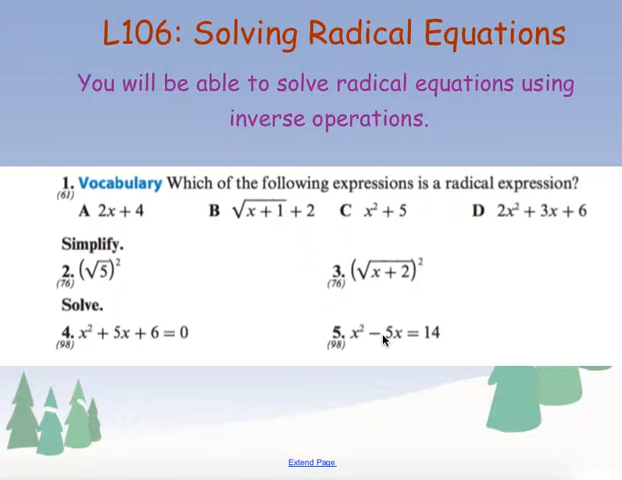 L106: Solving Radical Equations
You will be able to solve radical equations using
inverse operations.
1. Vocabulary Which of the following expressions is a radical expression?
(61)
A 2x + 4 B √(x + 1) + 2 C x² + 5 D 2x² + 3x + 6
Simplify.
2. (√5)² 3. (√(x + 2))²
(76) (76)
Solve.
4. x² + 5x + 6 = 0 5. x² − 5x = 14
(98) (98)
Extend Page